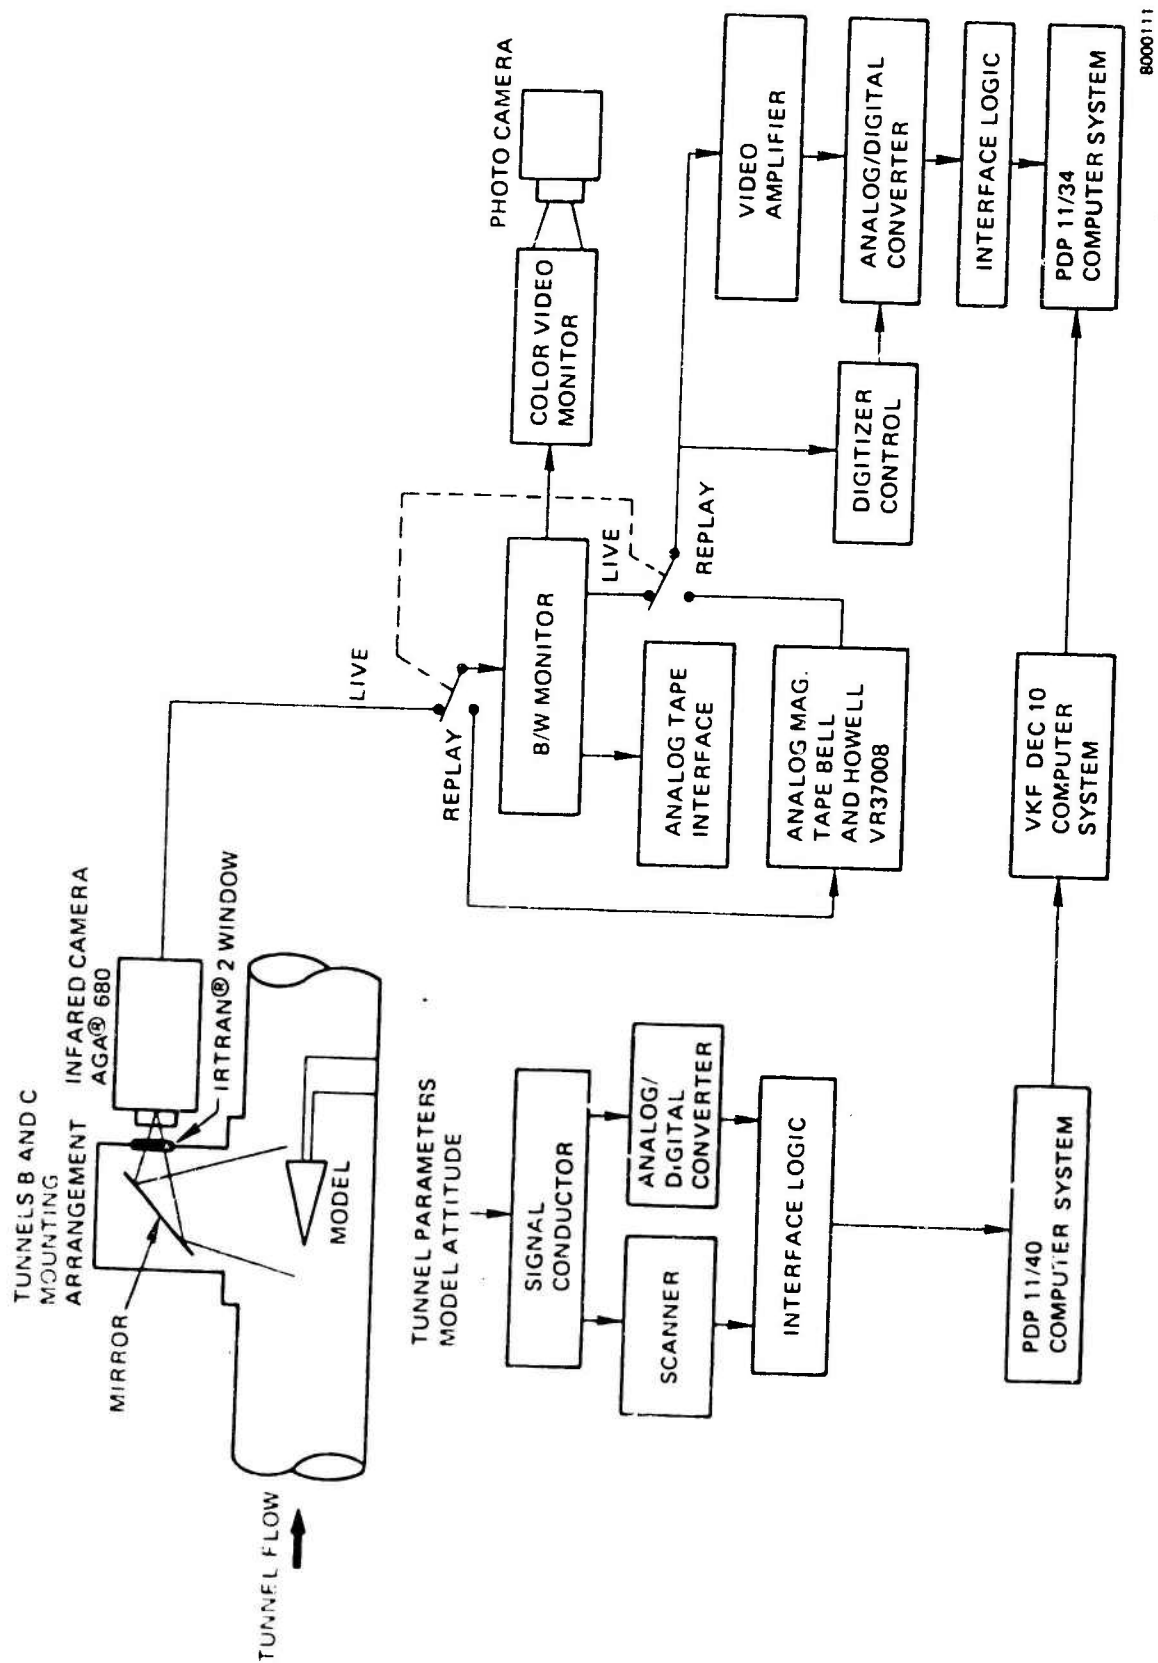 TUNNELS B AND C
MOUNTING
ARRANGEMENT
INFARED CAMERA
AGA® 680
IRTRAN® 2 WINDOW
MIRROR
MODEL
TUNNEL FLOW
LIVE
REPLAY
B/W MONITOR
COLOR VIDEO
MONITOR
PHOTO CAMERA
LIVE
REPLAY
ANALOG TAPE
INTERFACE
ANALOG MAG.
TAPE BELL
AND HOWELL
VR37008
VIDEO
AMPLIFIER
DIGITIZER
CONTROL
ANALOG/DIGITAL
CONVERTER
INTERFACE LOGIC
PDP 11/34
COMPUTER SYSTEM
TUNNEL PARAMETERS
MODEL ATTITUDE
SIGNAL
CONDUCTOR
SCANNER
ANALOG/
DIGITAL
CONVERTER
INTERFACE LOGIC
PDP 11/40
COMPUTER SYSTEM
VKF DEC 10
COMPUTER
SYSTEM
8000111